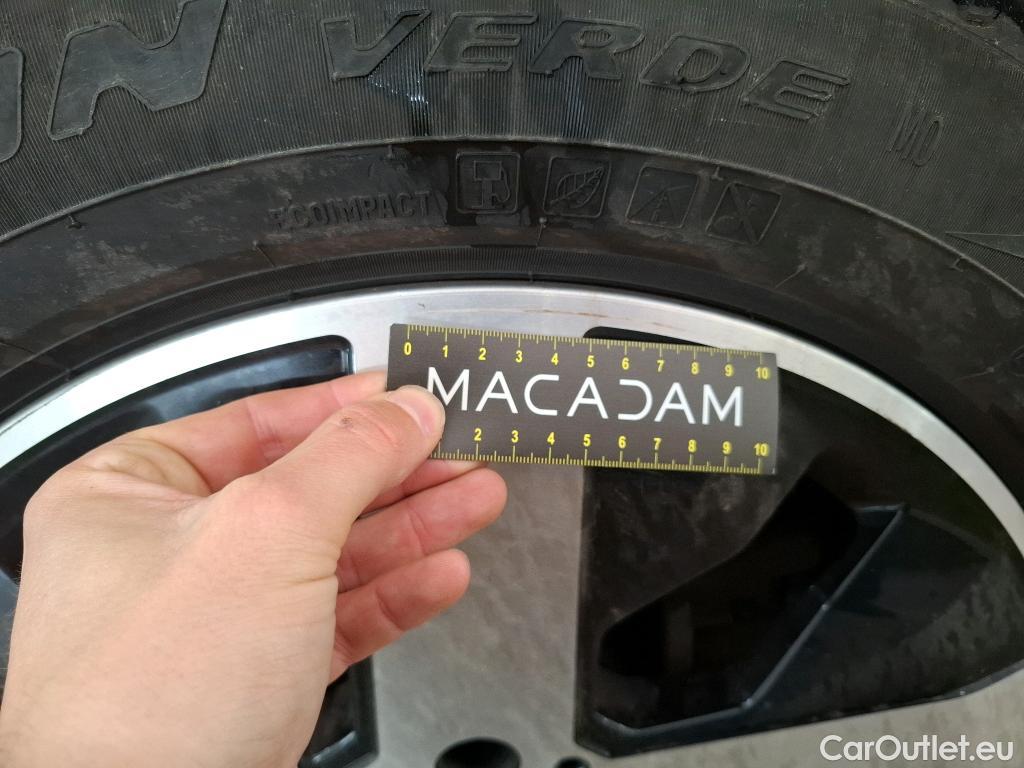 VERDE
MO
ECOIMPACT
0 1 2 3 4 5 6 7 8 9 10
MACADAM
2 3 4 5 6 7 8 9 10
CarOutlet.eu